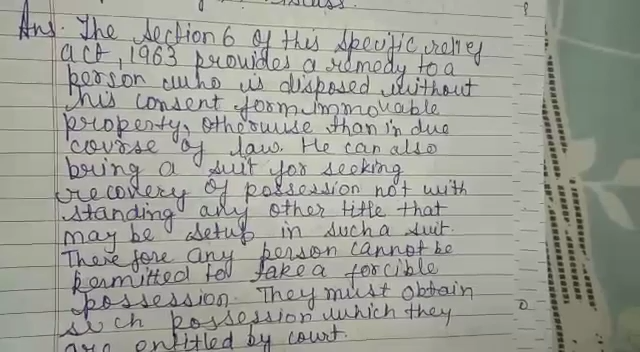 discuss.
Ans. The section 6 of this specific relief
act, 1963 provides a remedy to a
person who is disposed without
his consent form immovable
property, otherwise than in due
course of law. He can also
bring a suit for seeking
recovery of possession not with
standing any other title that
may be setup in such a suit.
There fore any person cannot be
permitted to take a forcible
possession. They must obtain
such possession which they
are entitled by court.